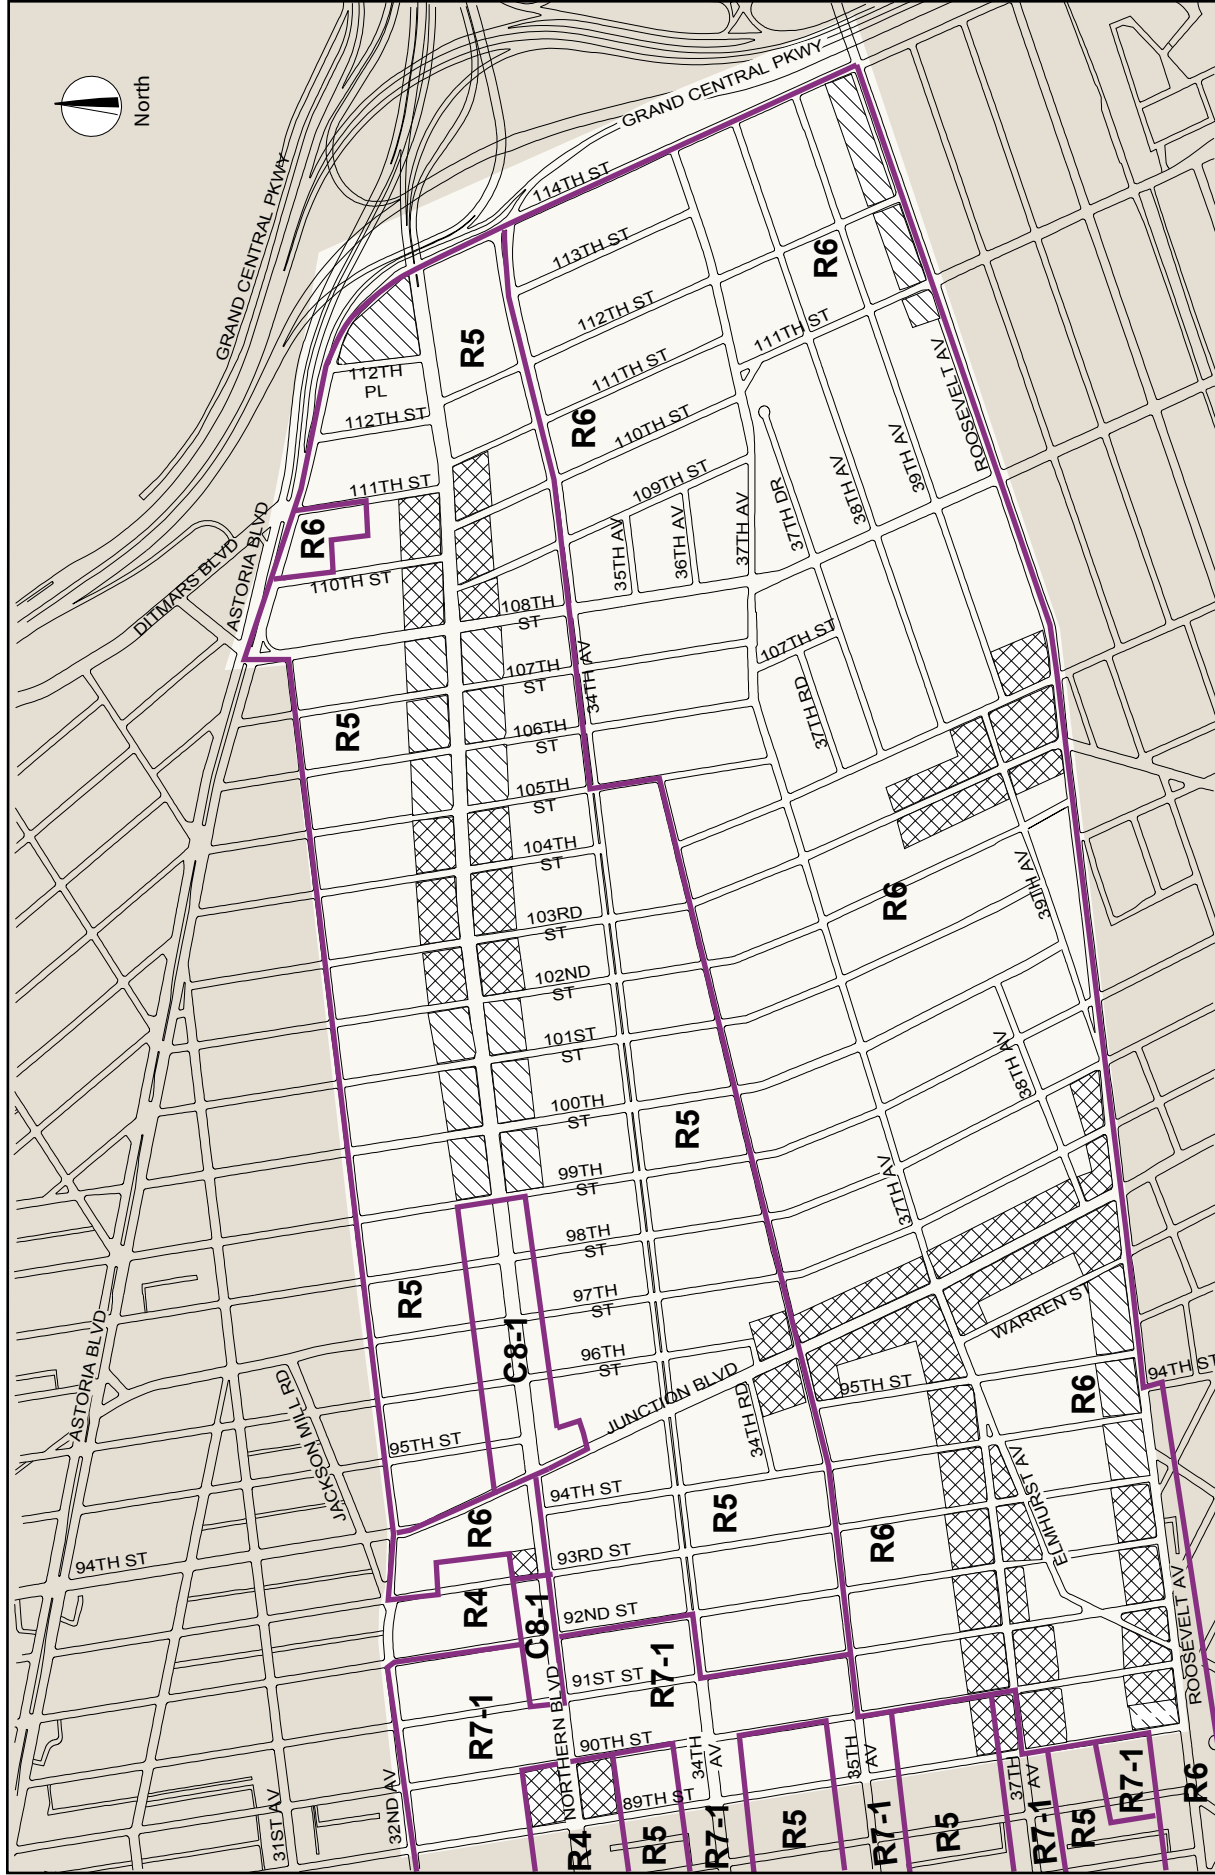 North
GRAND CENTRAL PKWY
GRAND CENTRAL PKWY
DITMARS BLVD
ASTORIA BLVD
ASTORIA BLVD
JACKSON MILL RD
31ST AV
32ND AV
94TH ST
95TH ST
114TH ST
113TH ST
112TH ST
111TH ST
111TH ST
110TH ST
109TH ST
112TH
PL
112TH ST
111TH ST
110TH ST
108TH
ST
107TH
ST
106TH
ST
105TH
ST
104TH
ST
103RD
ST
102ND
ST
101ST
ST
100TH
ST
99TH
ST
98TH
ST
97TH
ST
96TH
ST
JUNCTION BLVD
94TH ST
93RD ST
92ND ST
91ST ST
90TH ST
89TH ST
NORTHERN BLVD
34TH AV
34TH
AV
34TH RD
35TH AV
36TH AV
37TH AV
37TH DR
38TH AV
39TH AV
ROOSEVELT AV
107TH ST
37TH RD
39TH AV
38TH AV
37TH AV
WARREN ST
95TH ST
94TH ST
ELMHURST AV
ROOSEVELT AV
35TH
AV
37TH
AV
R5
R6
R6
R6
R5
R6
R5
R5
C8-1
R6
R4
C8-1
R7-1
R7-1
R5
R6
R6
R4
R5
R7-1
R5
R7-1
R5
R7-1
R5
R7-1
R6